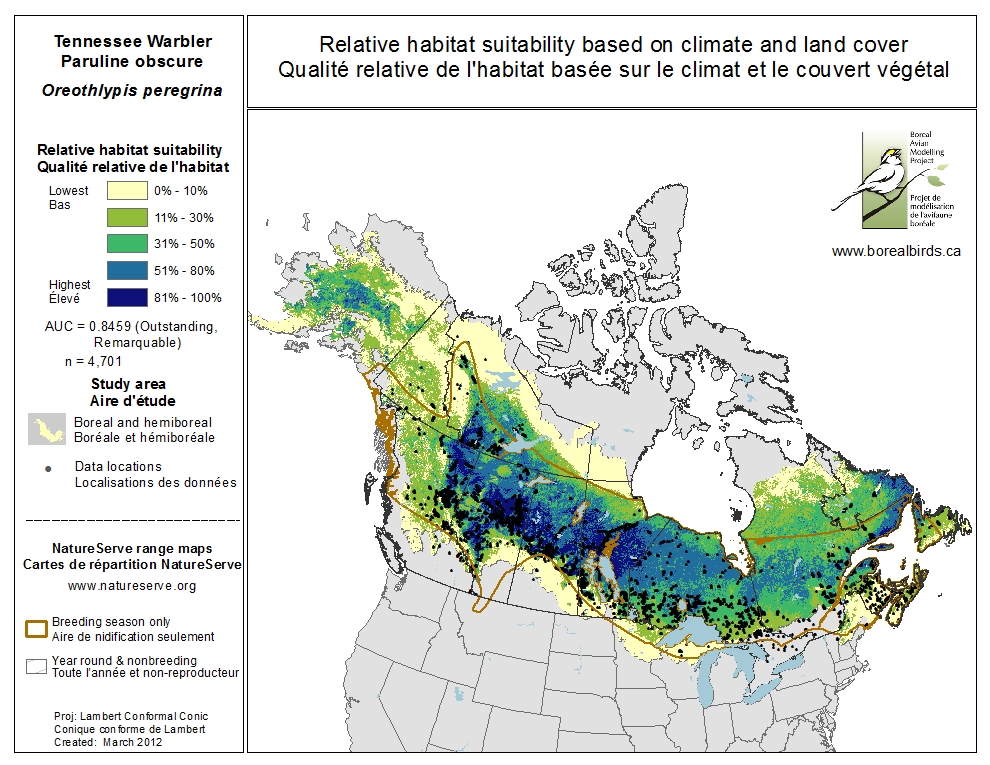 Tennessee Warbler
Paruline obscure
Oreothlypis peregrina
Relative habitat suitability based on climate and land cover
Qualité relative de l'habitat basée sur le climat et le couvert végétal
Relative habitat suitability
Qualité relative de l'habitat
Lowest
Bas
0% - 10%
11% - 30%
31% - 50%
51% - 80%
Highest
Élevé
81% - 100%
AUC = 0.8459 (Outstanding,
Remarquable)
n = 4,701
Study area
Aire d'étude
Boreal and hemiboreal
Boréale et hémiboréale
Data locations
Localisations des données
NatureServe range maps
Cartes de répartition NatureServe
www.natureserve.org
Breeding season only
Aire de nidification seulement
Year round & nonbreeding
Toute l'année et non-reproducteur
Proj: Lambert Conformal Conic
Conique conforme de Lambert
Created: March 2012
Boreal
Avian
Modelling
Project
Projet de
modélisation
de l'avifaune
boréale
www.borealbirds.ca